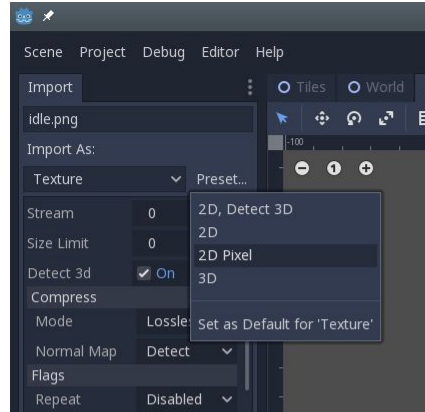 Scene Project Debug Editor Help
Import
Tiles World
idle.png
Import As:
-100
Texture Preset...
1
Stream 0
2D, Detect 3D
Size Limit 0
2D
Detect 3d On
2D Pixel
Compress
3D
Mode
Set as Default for 'Texture'
Normal Map Detect
Flags
Repeat Disabled